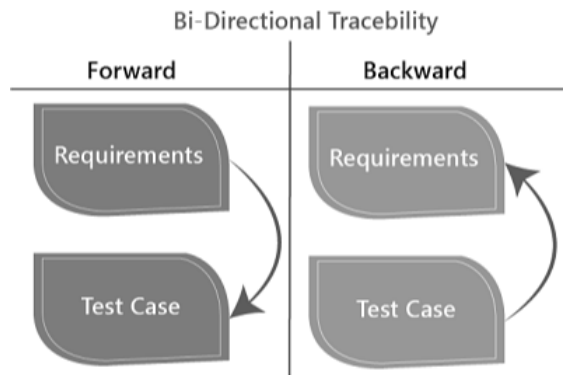 Bi-Directional Tracebility
Forward
Backward
Requirements
Requirements
Test Case
Test Case